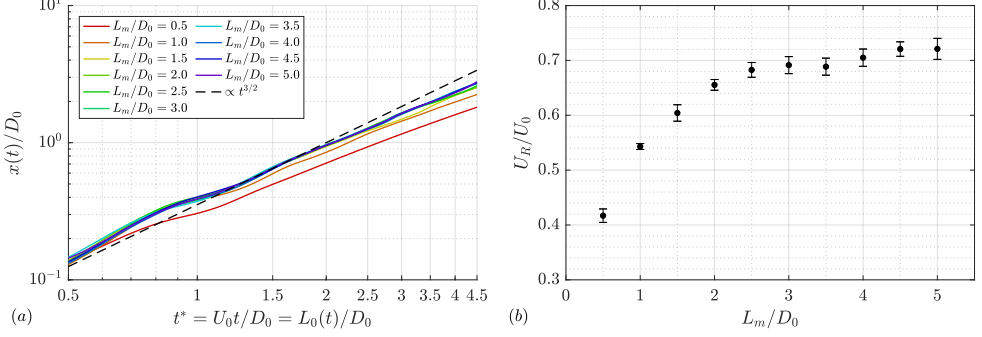 10^1
10^0
10^{-1}
x(t)/D_0
L_m/D_0 = 0.5
L_m/D_0 = 1.0
L_m/D_0 = 1.5
L_m/D_0 = 2.0
L_m/D_0 = 2.5
L_m/D_0 = 3.0
L_m/D_0 = 3.5
L_m/D_0 = 4.0
L_m/D_0 = 4.5
L_m/D_0 = 5.0
∝ t^{3/2}
0.5 1 1.5 2 2.5 3 3.5 4 4.5
(a) t* = U_0t/D_0 = L_0(t)/D_0
0.8
0.7
0.6
0.5
0.4
0.3
U_R/U_0
0 1 2 3 4 5
(b) L_m/D_0